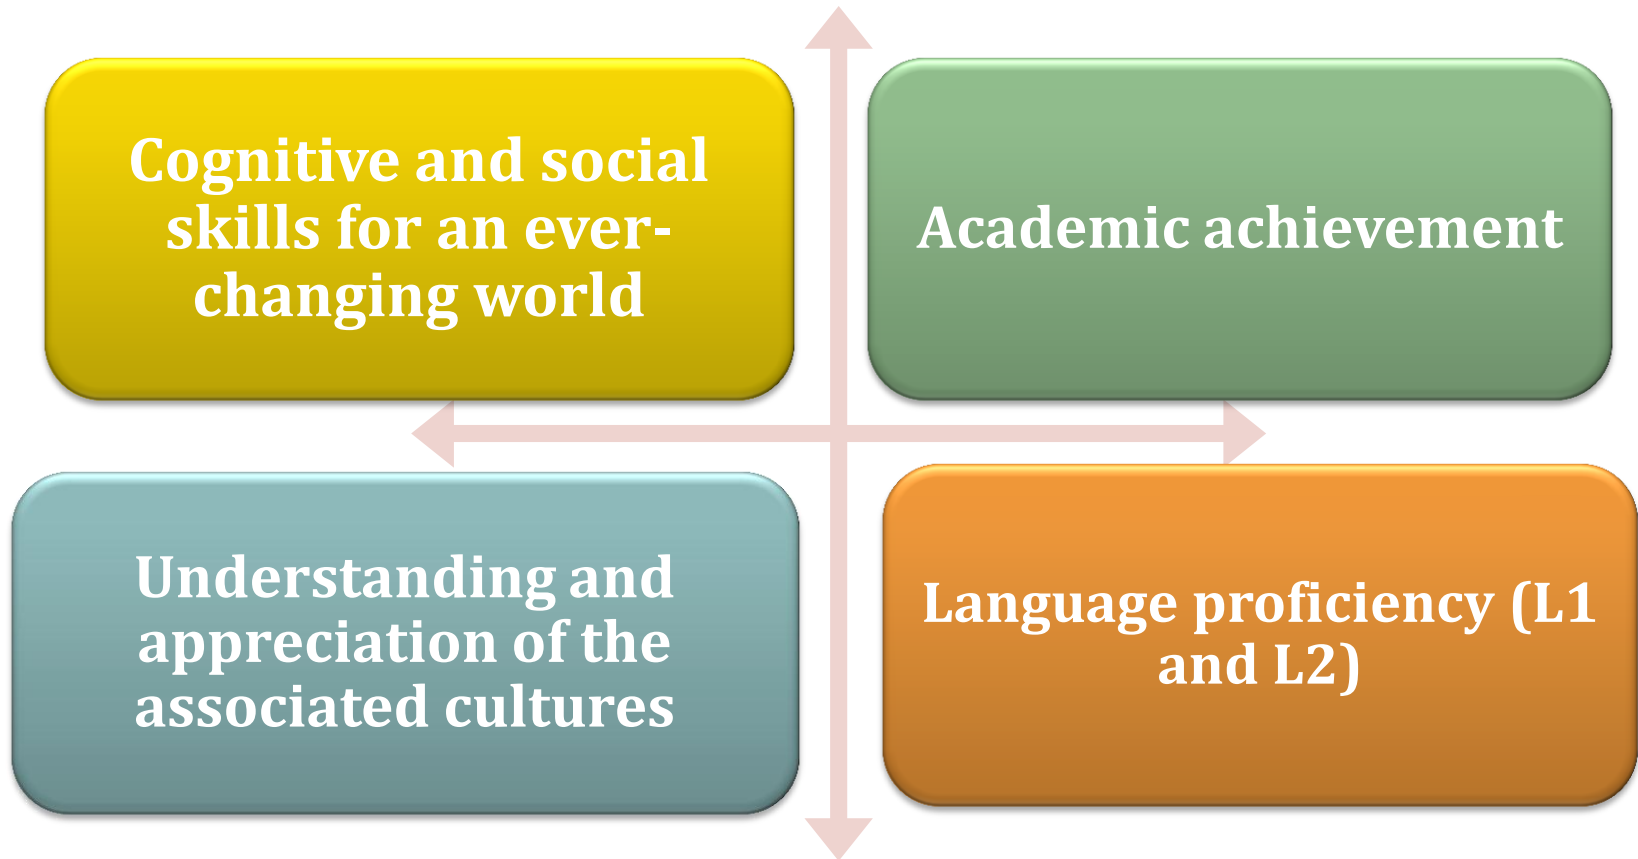 Cognitive and social
skills for an ever-
changing world
Academic achievement
Understanding and
appreciation of the
associated cultures
Language proficiency (L1
and L2)